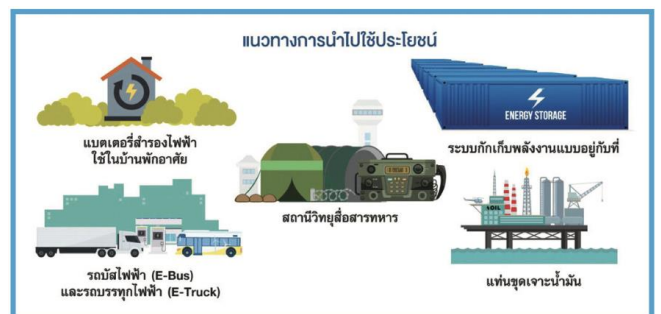 แนวทางการนำไปใช้ประโยชน์
แบตเตอรี่สำรองไฟฟ้า
ใช้ในบ้านพักอาศัย
ENERGY STORAGE
ระบบกักเก็บพลังงานแบบอยู่กับที่
สถานีวิทยุสื่อสารทหาร
รถบัสไฟฟ้า (E-Bus)
และรถบรรทุกไฟฟ้า (E-Truck)
OIL
แท่นขุดเจาะน้ำมัน